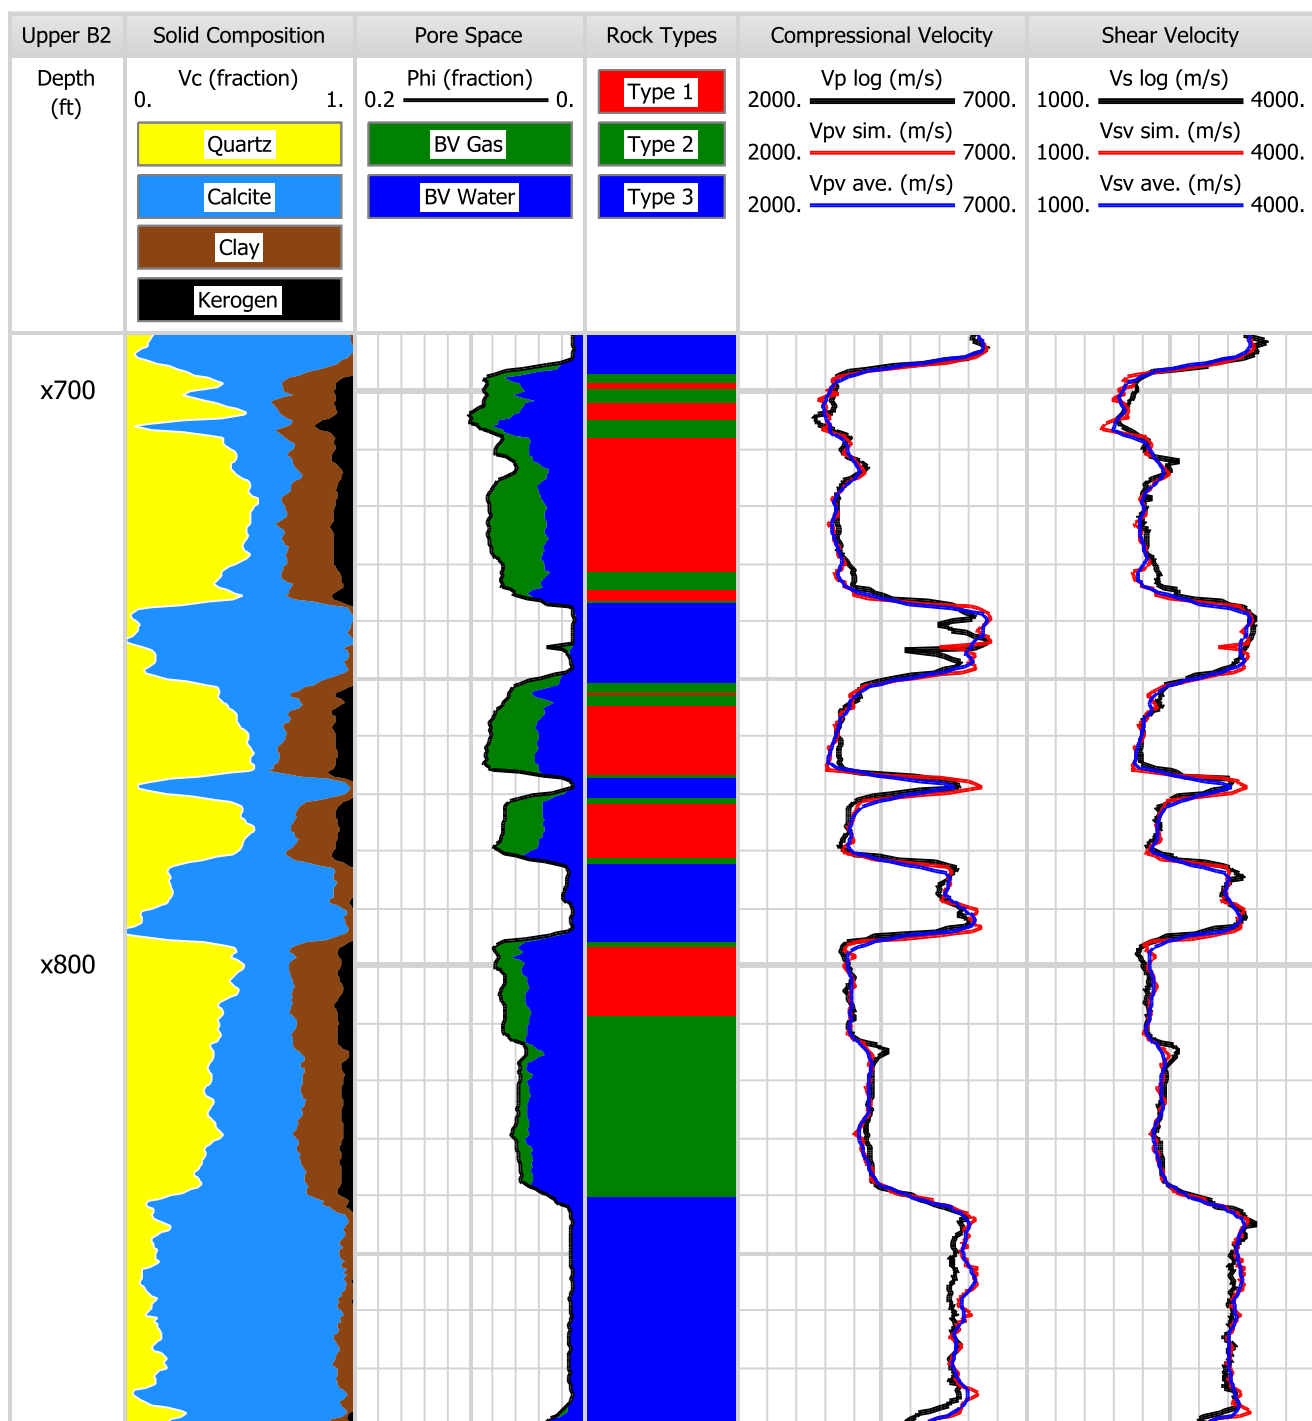 Upper B2 Solid Composition Pore Space Rock Types Compressional Velocity Shear Velocity
Depth
(ft)
Vc (fraction)
0. 1.
Quartz
Calcite
Clay
Kerogen
Phi (fraction)
0.2 0.
BV Gas
BV Water
Type 1
Type 2
Type 3
Vp log (m/s)
2000. 7000.
Vpv sim. (m/s)
2000. 7000.
Vpv ave. (m/s)
2000. 7000.
Vs log (m/s)
1000. 4000.
Vsv sim. (m/s)
1000. 4000.
Vsv ave. (m/s)
1000. 4000.
x700
x800